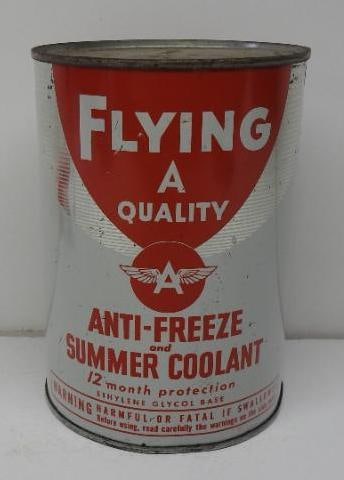 FLYING
A
QUALITY
A
ANTI-FREEZE
and
SUMMER COOLANT
12 month protection
ETHYLENE GLYCOL BASE
WARNING HARMFUL OR FATAL IF SWALLOWED
Before using, read carefully the warnings on the